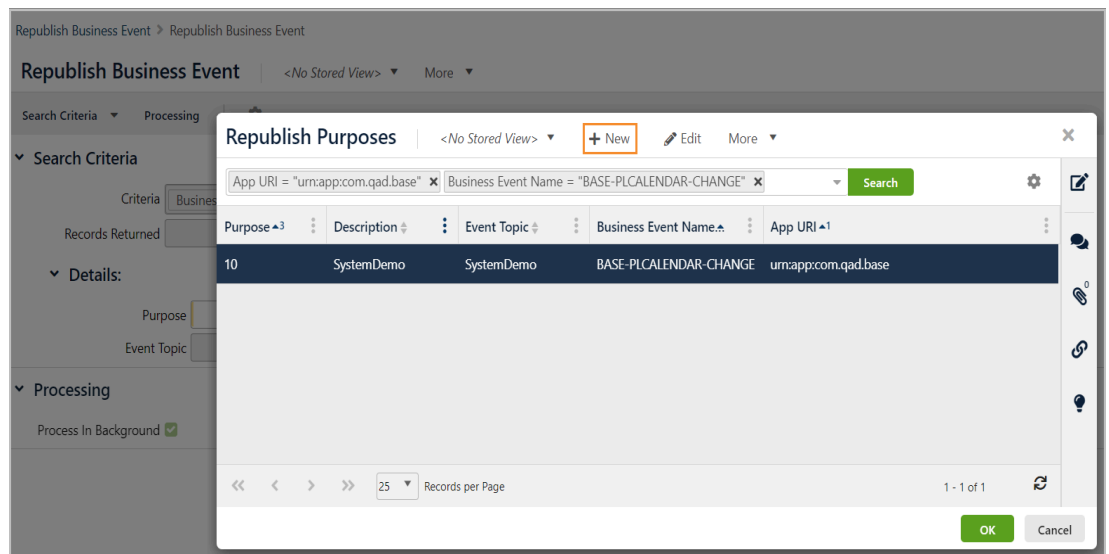 Republish Business Event > Republish Business Event
Republish Business Event <No Stored View> More
Search Criteria Processing
Search Criteria
Criteria Busines
Records Returned
Details:
Purpose
Event Topic
Processing
Process In Background
Republish Purposes <No Stored View> + New Edit More
App URI = "urn:app:com.qad.base" × Business Event Name = "BASE-PLCALENDAR-CHANGE" × Search
Purpose 3 Description Event Topic Business Event Name App URI 1
10 SystemDemo SystemDemo BASE-PLCALENDAR-CHANGE urn:app:com.qad.base
0
25 Records per Page 1 - 1 of 1
OK Cancel